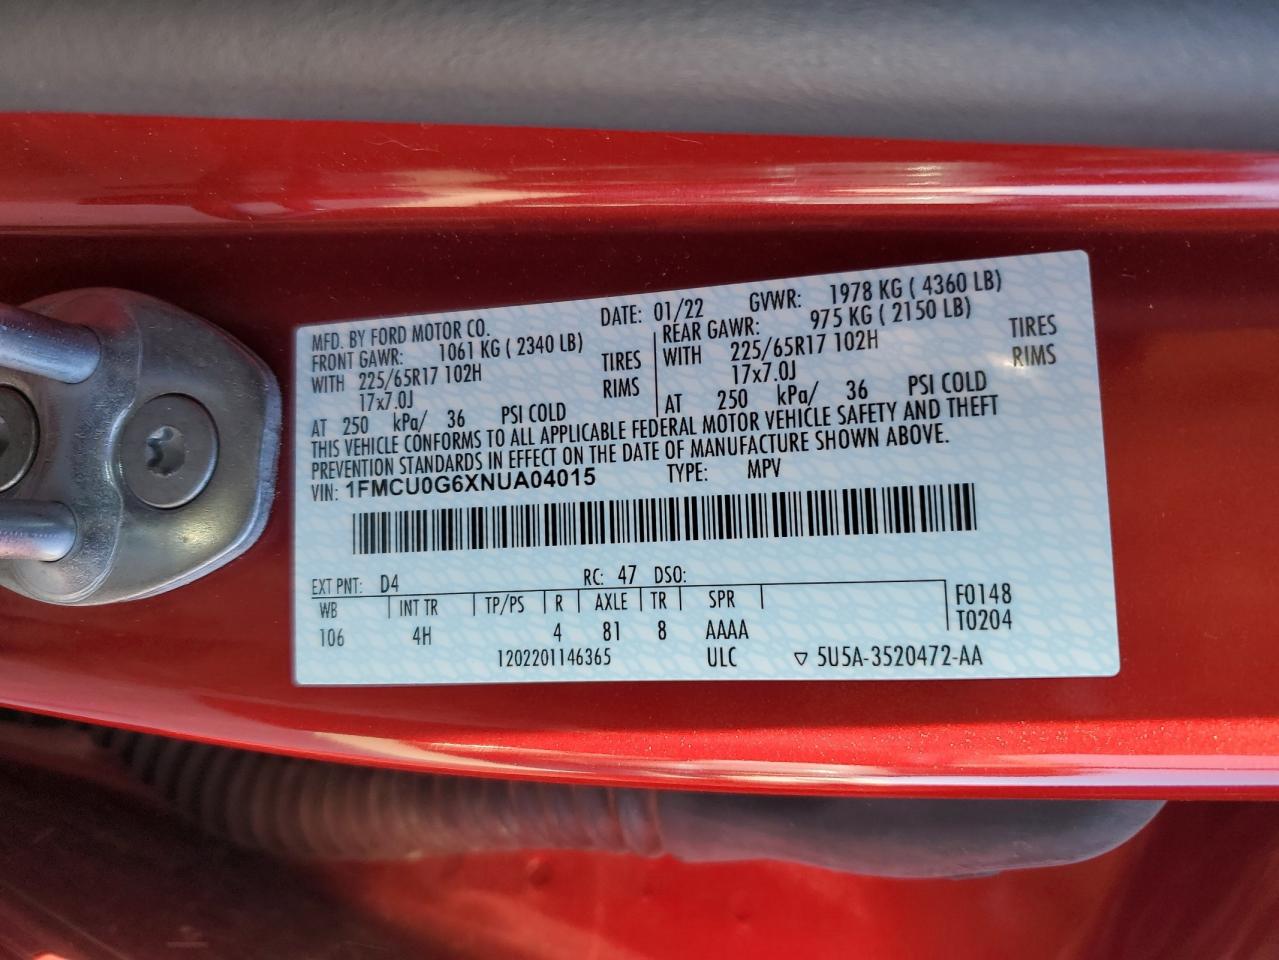 MFD. BY FORD MOTOR CO. DATE: 01/22 GVWR: 1978 KG ( 4360 LB)
FRONT GAWR: 1061 KG ( 2340 LB) REAR GAWR: 975 KG ( 2150 LB)
WITH 225/65R17 102H TIRES WITH 225/65R17 102H TIRES
17x7.0J RIMS 17x7.0J RIMS
AT 250 kPa/ 36 PSI COLD AT 250 kPa/ 36 PSI COLD
THIS VEHICLE CONFORMS TO ALL APPLICABLE FEDERAL MOTOR VEHICLE SAFETY AND THEFT
PREVENTION STANDARDS IN EFFECT ON THE DATE OF MANUFACTURE SHOWN ABOVE.
VIN: 1FMCU0G6XNUA04015 TYPE: MPV
EXT PNT: D4 RC: 47 DSO:
WB INT TR TP/PS R AXLE TR SPR F0148
106 4H 4 81 8 AAAA T0204
1202201146365 ULC ▽ 5U5A-3520472-AA